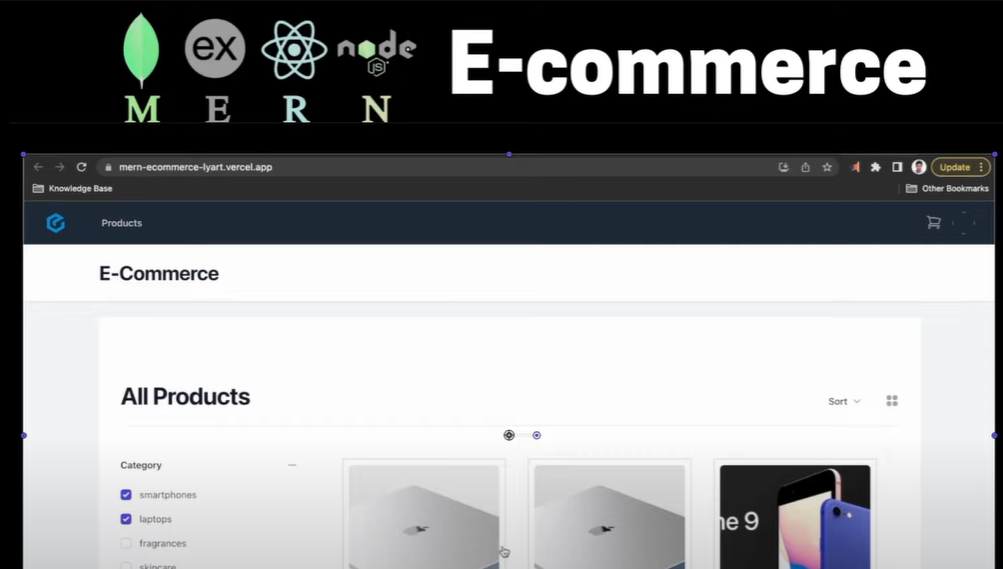 ex
node
JS
E-commerce
M E R N
mern-ecommerce-lyart.vercel.app
Update
Knowledge Base
Other Bookmarks
Products
E-Commerce
All Products
Sort
Category
smartphones
laptops
fragrances
skincare
ne 9